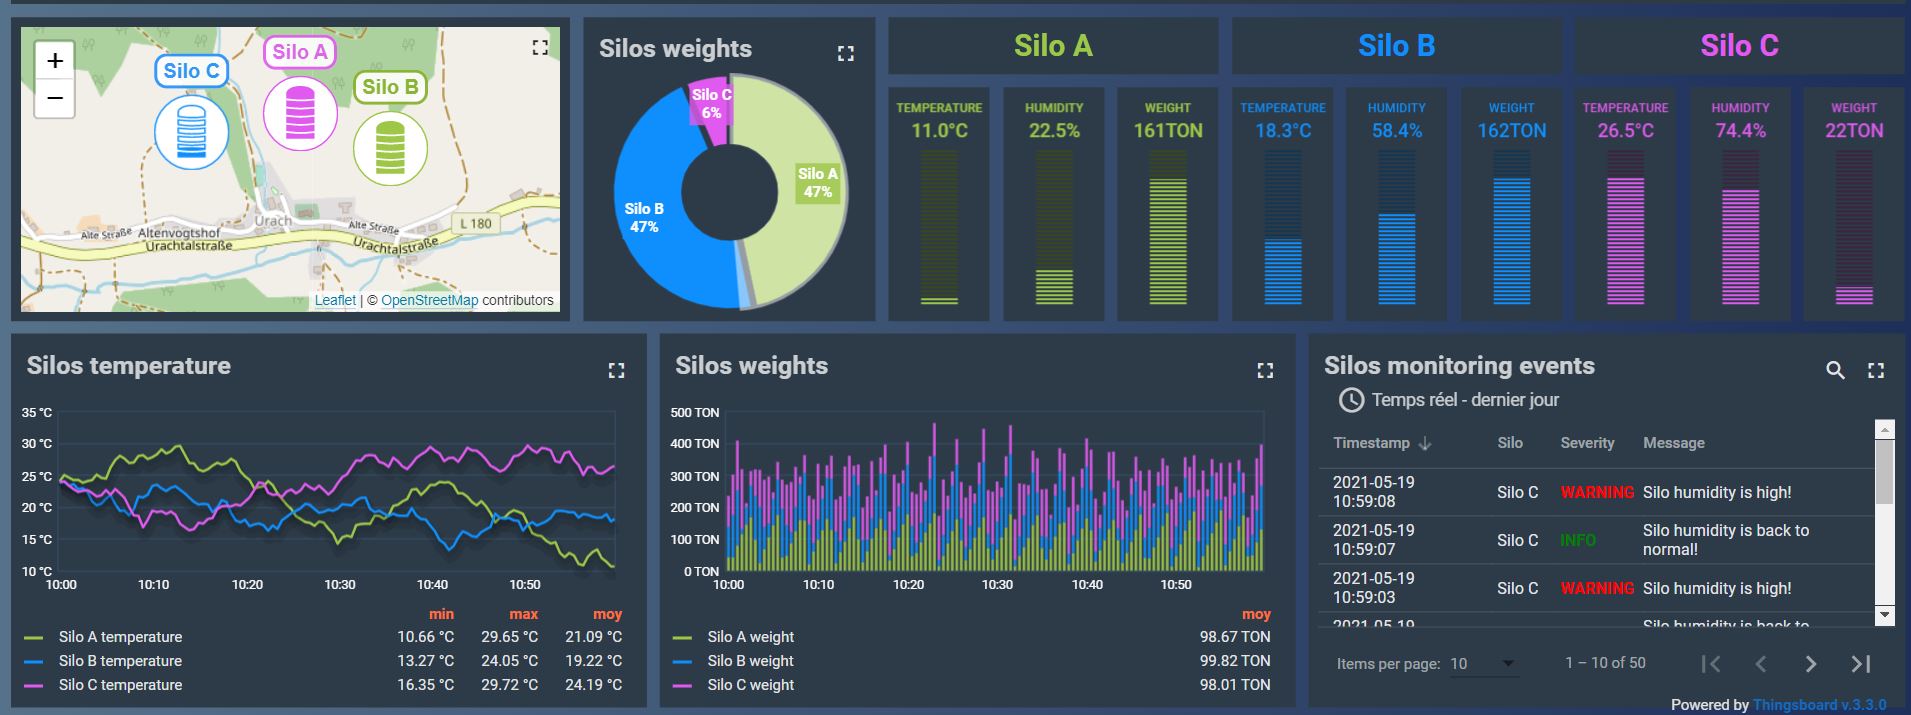 +
−
Silo C
Silo A
Silo B
Urach
Alte Straße
Altenvogtshof
Urachtalstraße
Alte Straße
Urachtalstraße
L 180
Leaflet | © OpenStreetMap contributors
Silos weights
Silo C
6%
Silo A
47%
Silo B
47%
Silo A
TEMPERATURE
11.0°C
HUMIDITY
22.5%
WEIGHT
161TON
Silo B
TEMPERATURE
18.3°C
HUMIDITY
58.4%
WEIGHT
162TON
Silo C
TEMPERATURE
26.5°C
HUMIDITY
74.4%
WEIGHT
22TON
Silos temperature
35 °C
30 °C
25 °C
20 °C
15 °C
10 °C
10:00 10:10 10:20 10:30 10:40 10:50
min max moy
Silo A temperature 10.66 °C 29.65 °C 21.09 °C
Silo B temperature 13.27 °C 24.05 °C 19.22 °C
Silo C temperature 16.35 °C 29.72 °C 24.19 °C
Silos weights
500 TON
400 TON
300 TON
200 TON
100 TON
0 TON
10:00 10:10 10:20 10:30 10:40 10:50
moy
Silo A weight 98.67 TON
Silo B weight 99.82 TON
Silo C weight 98.01 TON
Silos monitoring events
Temps réel - dernier jour
Timestamp Silo Severity Message
2021-05-19 10:59:08 Silo C WARNING Silo humidity is high!
2021-05-19 10:59:07 Silo C INFO Silo humidity is back to normal!
2021-05-19 10:59:03 Silo C WARNING Silo humidity is high!
2021-05-19 Silo humidity is back to
Items per page: 10 1 – 10 of 50
Powered by Thingsboard v.3.3.0